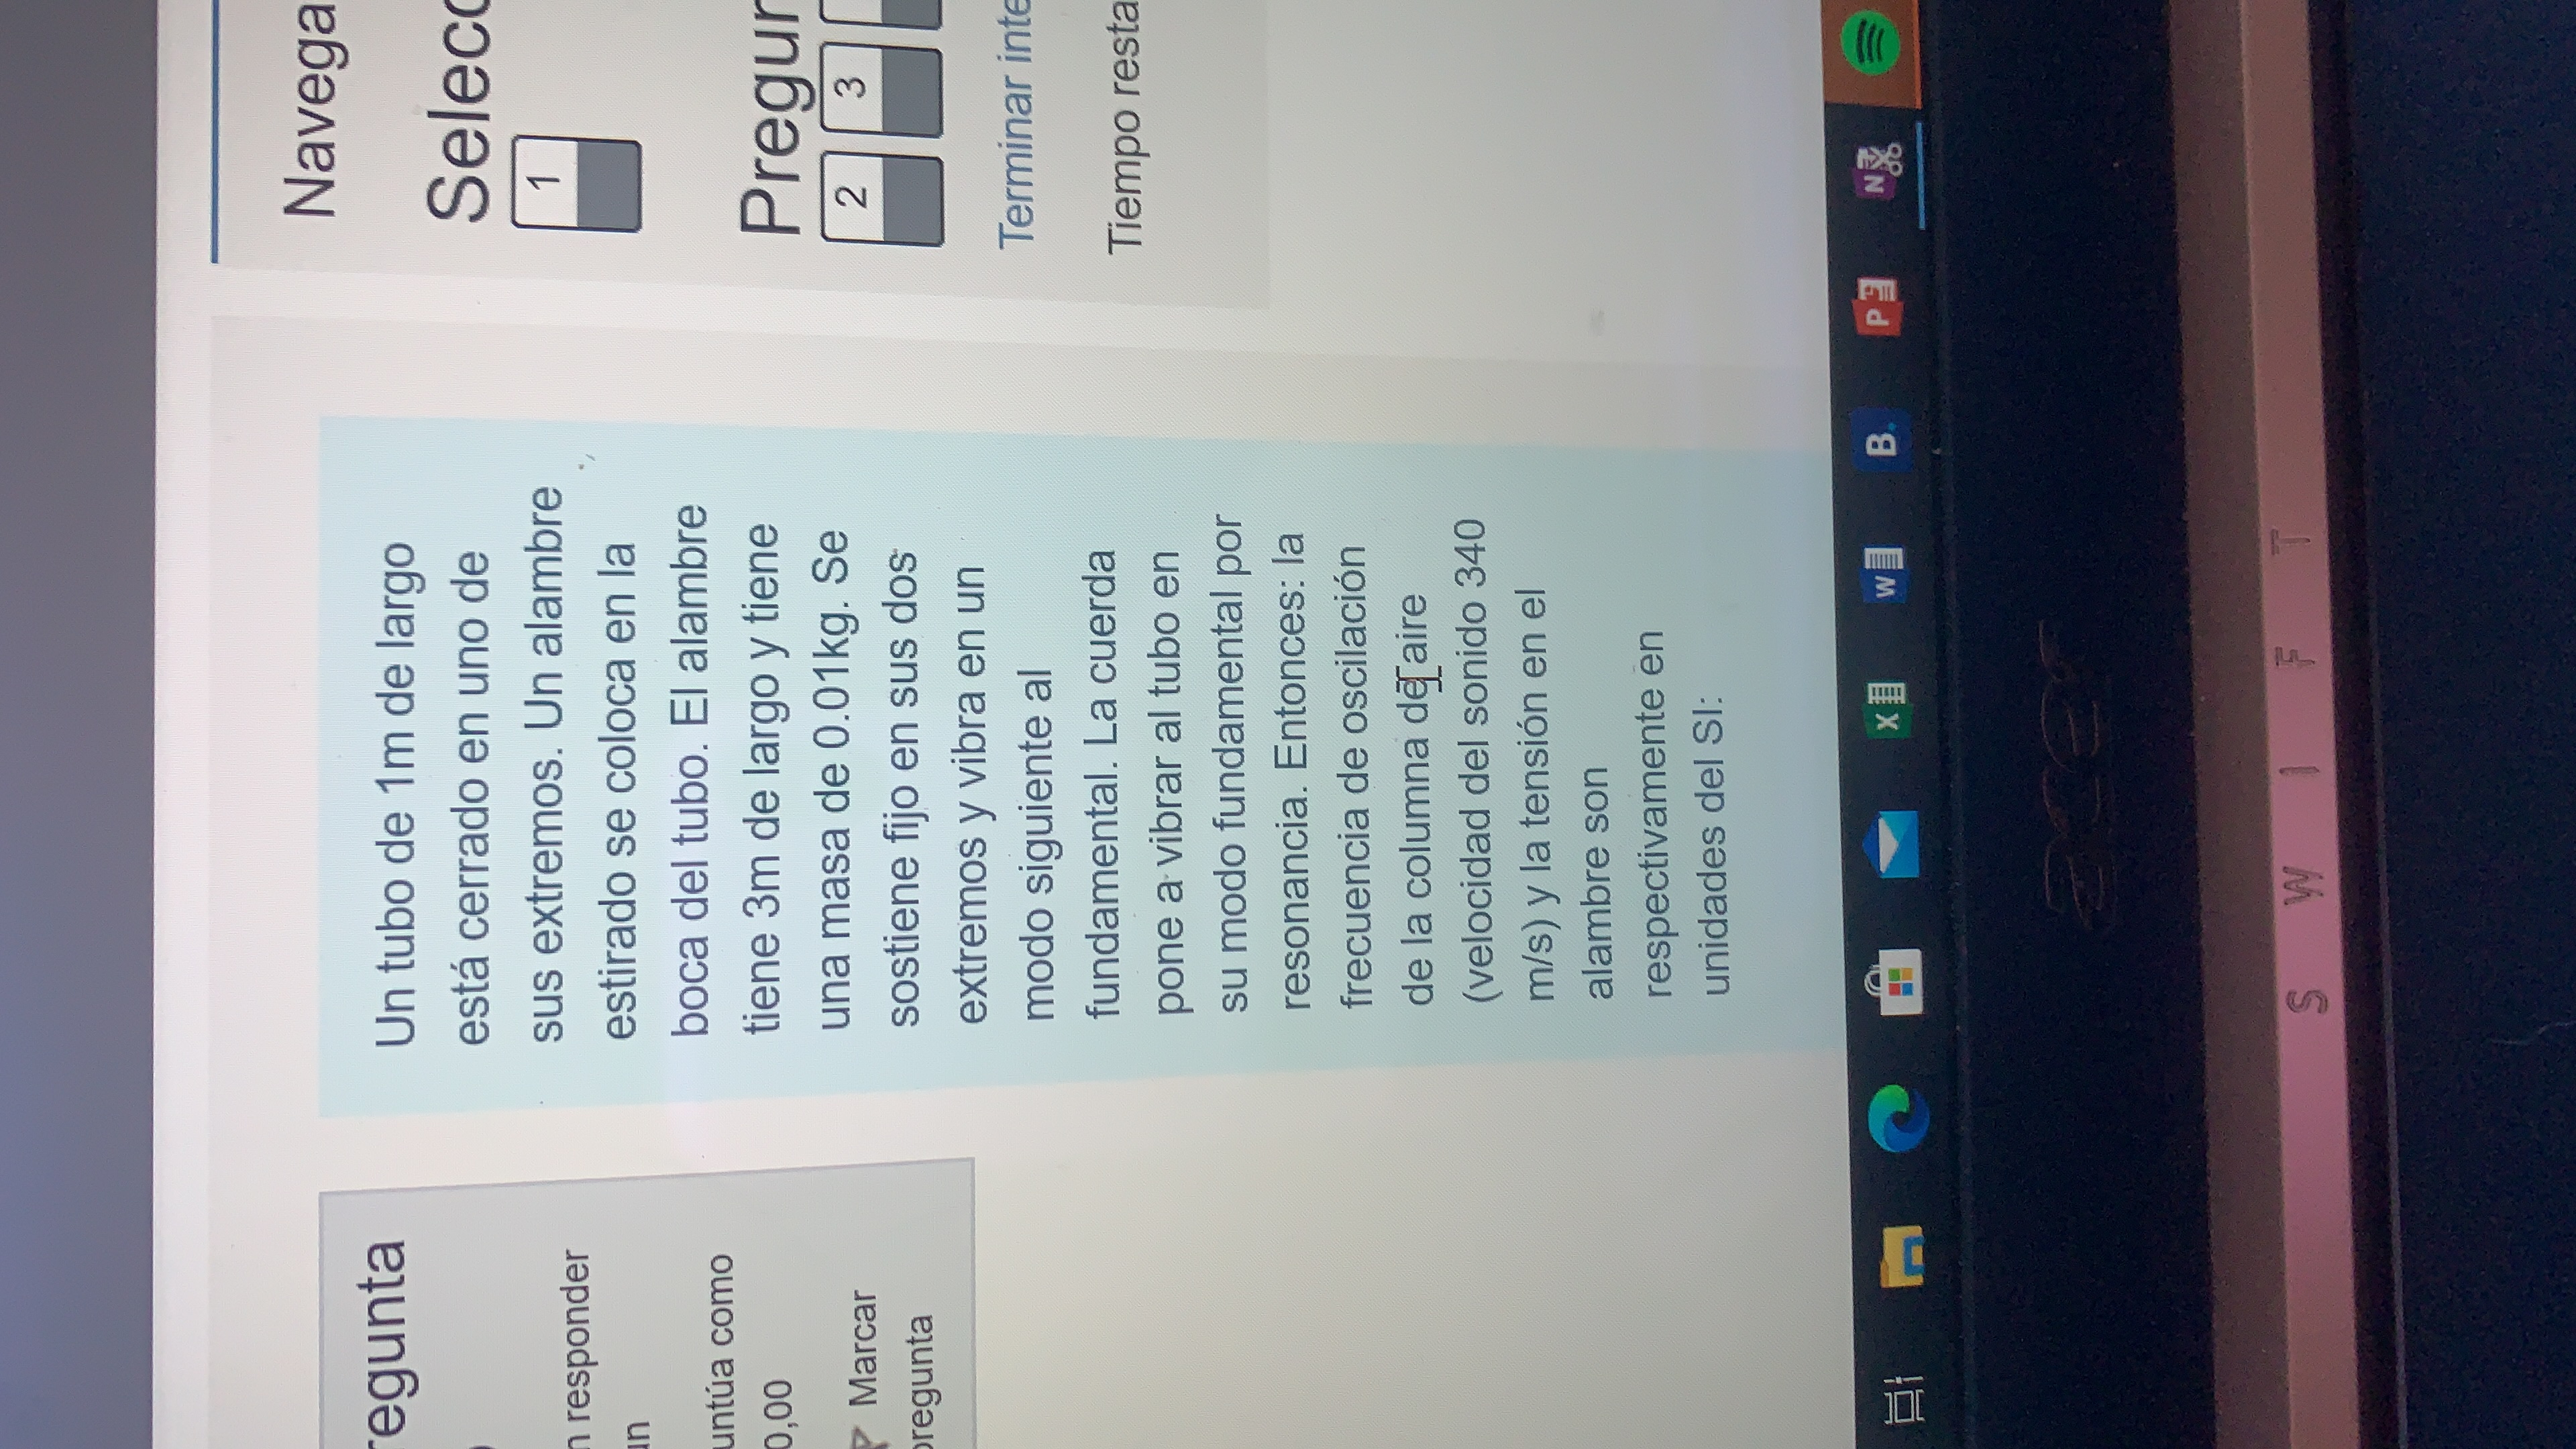 regunta
n responder
un
untúa como
0,00
Marcar
pregunta
Un tubo de 1m de largo
está cerrado en uno de
sus extremos. Un alambre
estirado se coloca en la
boca del tubo. El alambre
tiene 3m de largo y tiene
una masa de 0.01kg. Se
sostiene fijo en sus dos
extremos y vibra en un
modo siguiente al
fundamental. La cuerda
pone a vibrar al tubo en
su modo fundamental por
resonancia. Entonces: la
frecuencia de oscilación
de la columna de aire
(velocidad del sonido 340
m/s) y la tensión en el
alambre son
respectivamente en
unidades del SI:
Navega
Selecc
1
Pregun
2 3
Terminar inte
Tiempo resta
X W B. P N
acer
SWIFT